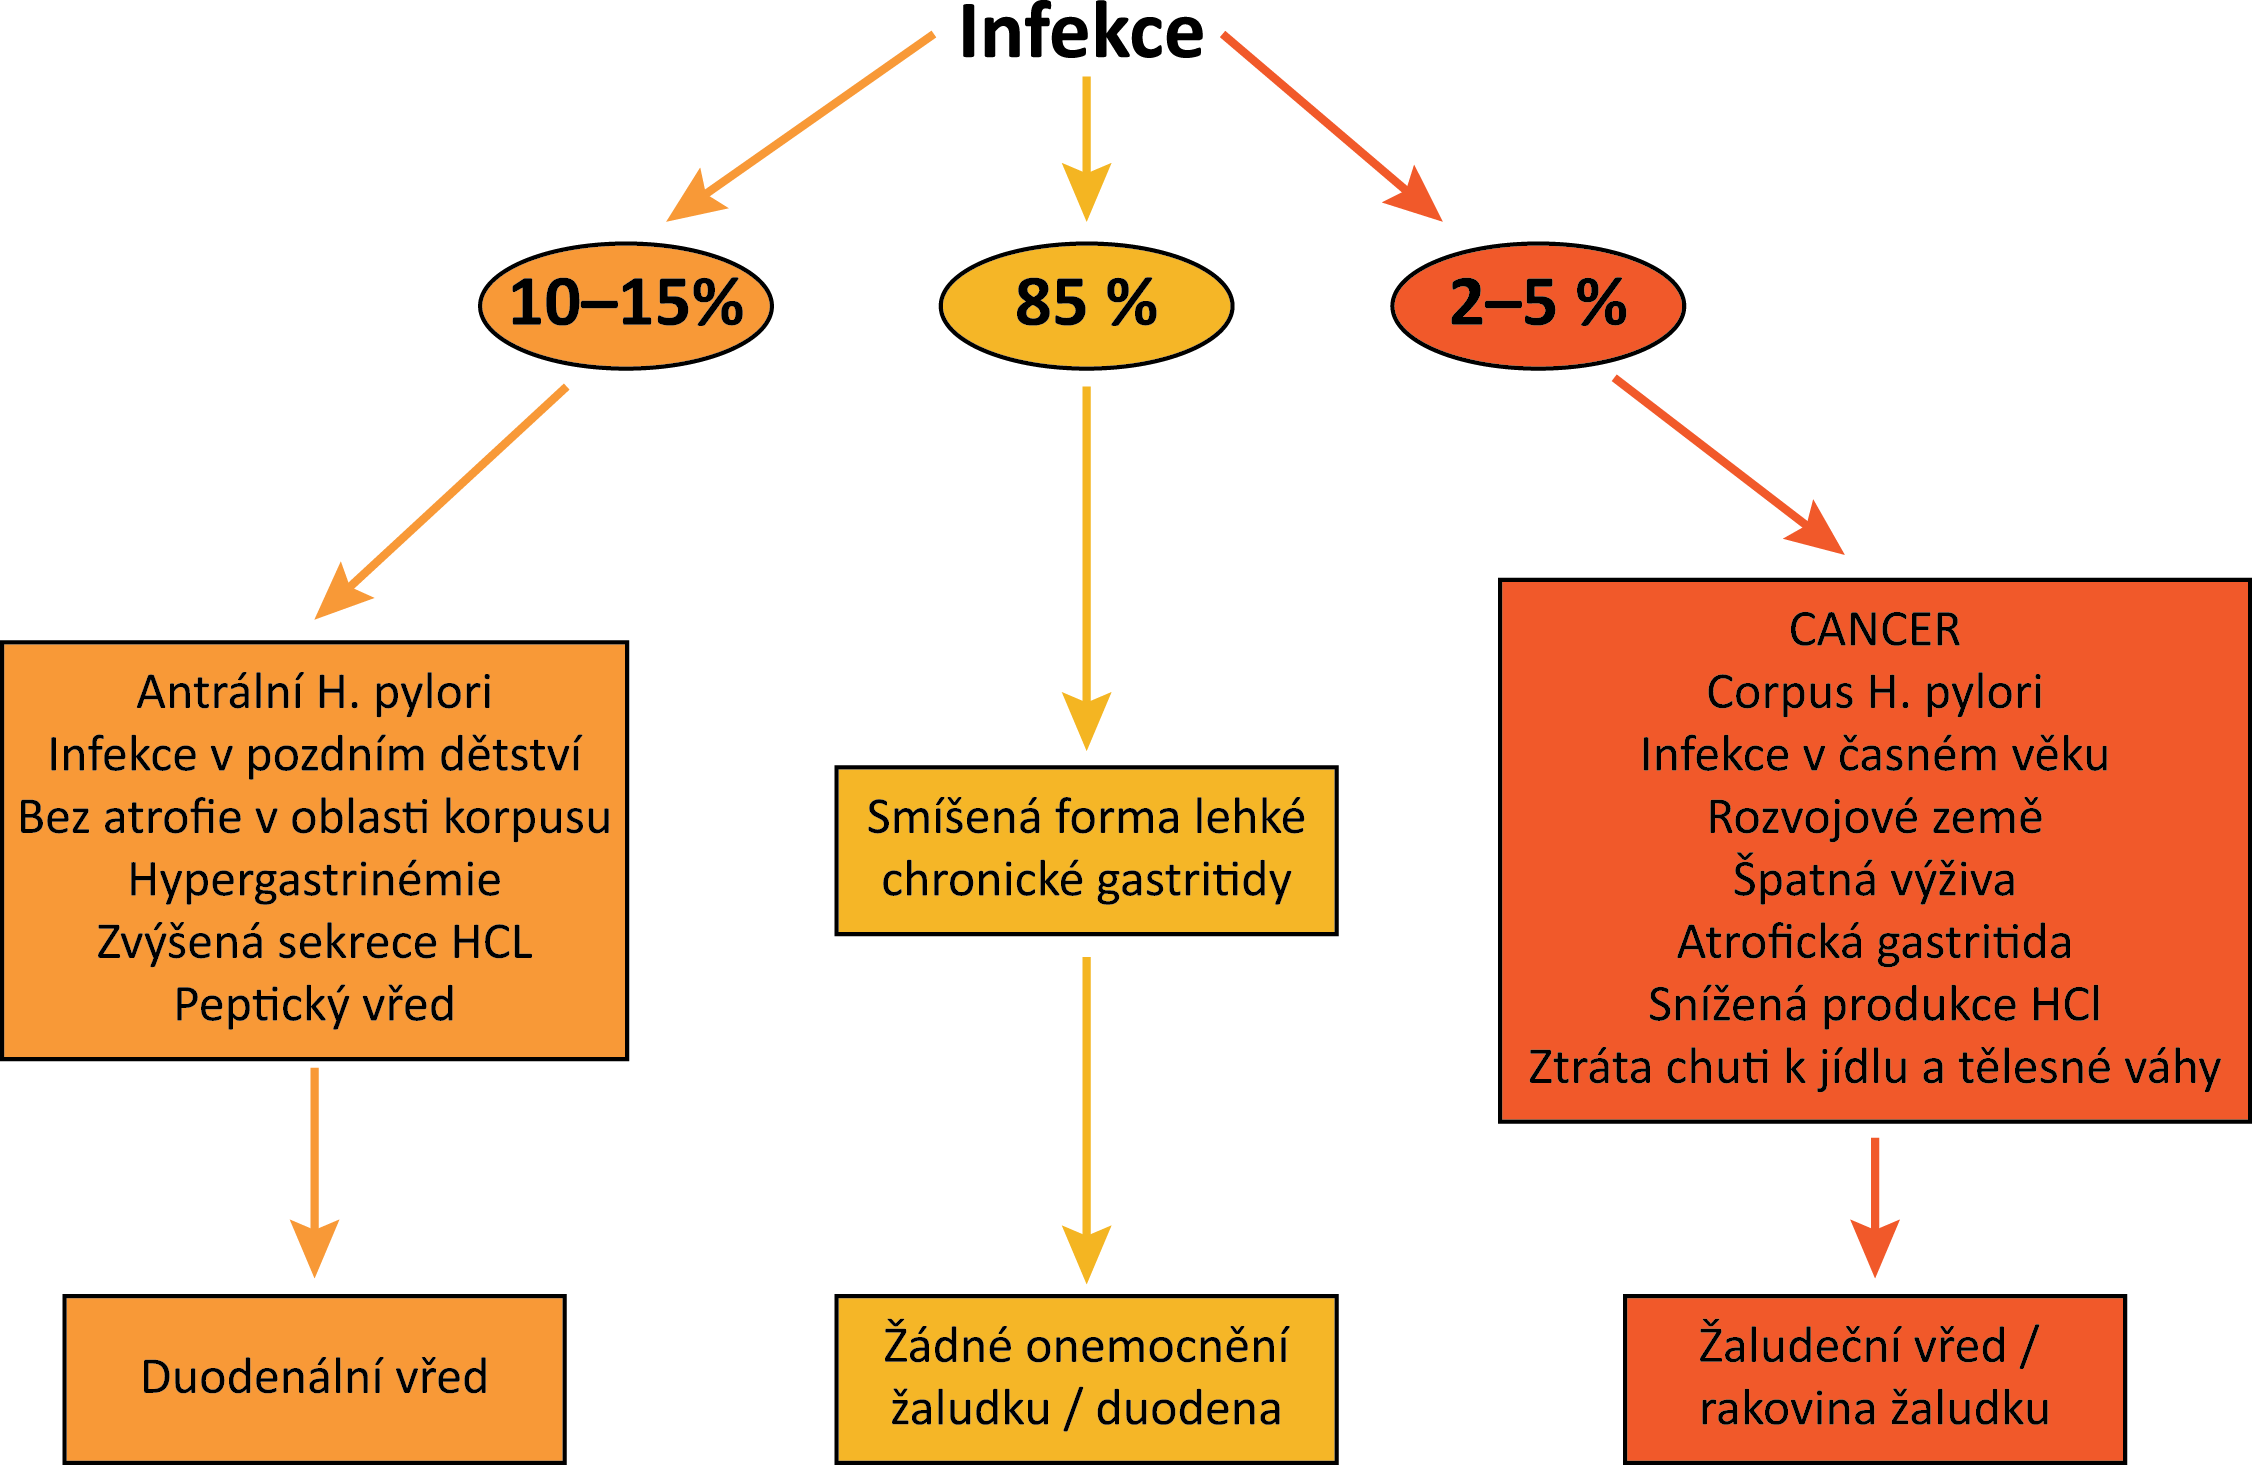 Infekce
10–15%
85 %
2–5 %
Antrální H. pylori
Infekce v pozdním dětství
Bez atrofie v oblasti korpusu
Hypergastrinémie
Zvýšená sekrece HCL
Peptický vřed
Smíšená forma lehké
chronické gastritidy
CANCER
Corpus H. pylori
Infekce v časném věku
Rozvojové země
Špatná výživa
Atrofická gastritida
Snížená produkce HCl
Ztráta chuti k jídlu a tělesné váhy
Duodenální vřed
Žádné onemocnění
žaludku / duodena
Žaludeční vřed /
rakovina žaludku